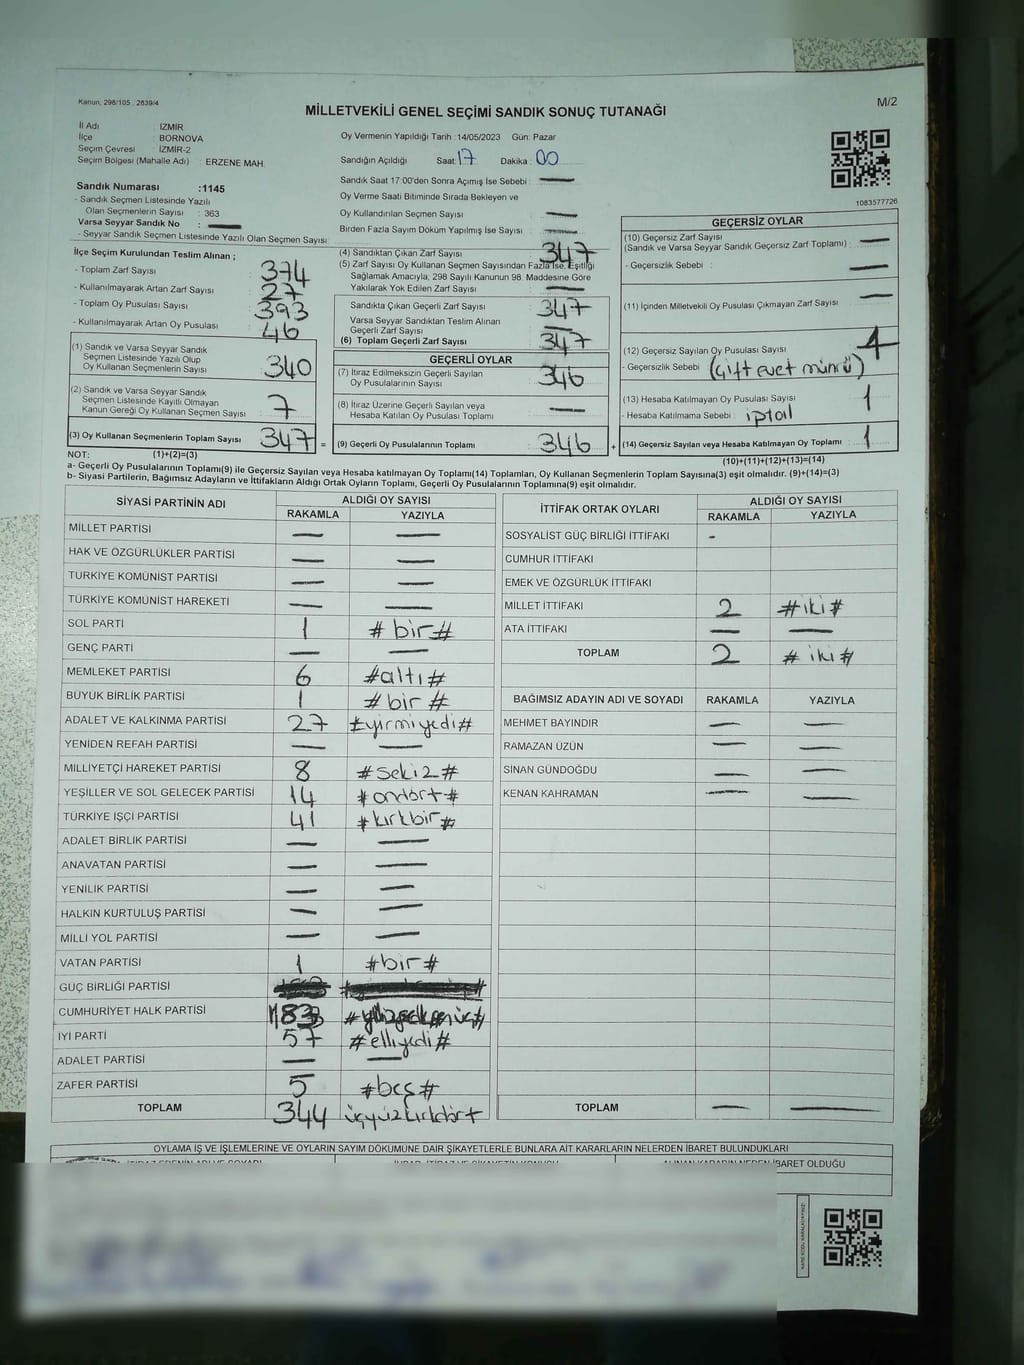 Kanun, 298/105 , 2839/4
M/2
MİLLETVEKİLİ GENEL SEÇİMİ SANDIK SONUÇ TUTANAĞI
İl Adı : İZMİR
İlçe : BORNOVA
Seçim Çevresi : İZMİR-2
Seçim Bölgesi (Mahalle Adı) : ERZENE MAH.
Sandık Numarası :1145
- Sandık Seçmen Listesinde Yazılı
Olan Seçmenlerin Sayısı : 363
Varsa Seyyar Sandık No :
- Seyyar Sandık Seçmen Listesinde Yazılı Olan Seçmen Sayısı:
Oy Vermenin Yapıldığı Tarih :14/05/2023 Gün: Pazar
Sandığın Açıldığı Saat: 17 Dakika : 00
Sandık Saat 17:00'den Sonra Açımış İse Sebebi :
Oy Verme Saati Bitiminde Sırada Bekleyen ve
Oy Kullandırılan Seçmen Sayısı :
Birden Fazla Sayım Döküm Yapılmış İse Sayısı :
1083577726
İlçe Seçim Kurulundan Teslim Alınan ;
- Toplam Zarf Sayısı : 374
- Kullanılmayarak Artan Zarf Sayısı : 27
- Toplam Oy Pusulası Sayısı : 393
- Kullanılmayarak Artan Oy Pusulası : 46
(1) Sandık ve Varsa Seyyar Sandık
Seçmen Listesinde Yazılı Olup
Oy Kullanan Seçmenlerin Sayısı : 340
(2) Sandık ve Varsa Seyyar Sandık
Seçmen Listesinde Kayıtlı Olmayan
Kanun Gereği Oy Kullanan Seçmen Sayısı : 7
(3) Oy Kullanan Seçmenlerin Toplam Sayısı : 347 =
(4) Sandıktan Çıkan Zarf Sayısı : 347
(5) Zarf Sayısı Oy Kullanan Seçmen Sayısından Fazla İse, Eşitliği
Sağlamak Amacıyla, 298 Sayılı Kanunun 98. Maddesine Göre
Yakılarak Yok Edilen Zarf Sayısı :
Sandıkta Çıkan Geçerli Zarf Sayısı : 347
Varsa Seyyar Sandıktan Teslim Alınan
Geçerli Zarf Sayısı :
(6) Toplam Geçerli Zarf Sayısı : 347
GEÇERLİ OYLAR
(7) İtiraz Edilmeksizin Geçerli Sayılan
Oy Pusulalarının Sayısı : 346
(8) İtiraz Üzerine Geçerli Sayılan veya
Hesaba Katılan Oy Pusulası Toplamı :
(9) Geçerli Oy Pusulalarının Toplamı : 346 +
GEÇERSİZ OYLAR
(10) Geçersiz Zarf Sayısı
(Sandık ve Varsa Seyyar Sandık Geçersiz Zarf Toplamı) :
- Geçersizlik Sebebi :
(11) İçinden Milletvekili Oy Pusulası Çıkmayan Zarf Sayısı :
(12) Geçersiz Sayılan Oy Pusulası Sayısı :
- Geçersizlik Sebebi : (Çift evet mührü)
(13) Hesaba Katılmayan Oy Pusulası Sayısı : 1
- Hesaba Katılmama Sebebi : iptal
(14) Geçersiz Sayılan veya Hesaba Katılmayan Oy Toplamı : 1
NOT: (1)+(2)=(3)
(10)+(11)+(12)+(13)=(14)
a- Geçerli Oy Pusulalarının Toplamı(9) ile Geçersiz Sayılan veya Hesaba katılmayan Oy Toplamı(14) Toplamları, Oy Kullanan Seçmenlerin Toplam Sayısına(3) eşit olmalıdır. (9)+(14)=(3)
b- Siyasi Partilerin, Bağımsız Adayların ve İttifakların Aldığı Ortak Oyların Toplamı, Geçerli Oy Pusulalarının Toplamına(9) eşit olmalıdır.
SİYASİ PARTİNİN ADI ALDIĞI OY SAYISI
RAKAMLA YAZIYLA
MİLLET PARTİSİ
HAK VE ÖZGÜRLÜKLER PARTİSİ
TÜRKİYE KOMÜNİST PARTİSİ
TÜRKİYE KOMÜNİST HAREKETİ
SOL PARTİ 1 #bir#
GENÇ PARTİ
MEMLEKET PARTİSİ 6 #altı#
BÜYÜK BİRLİK PARTİSİ 1 #bir#
ADALET VE KALKINMA PARTİSİ 27 #yirmiyedi#
YENİDEN REFAH PARTİSİ
MİLLİYETÇİ HAREKET PARTİSİ 8 #sekiz#
YEŞİLLER VE SOL GELECEK PARTİSİ 14 #ondört#
TÜRKİYE İŞÇİ PARTİSİ 41 #kırkbir#
ADALET BİRLİK PARTİSİ
ANAVATAN PARTİSİ
YENİLİK PARTİSİ
HALKIN KURTULUŞ PARTİSİ
MİLLİ YOL PARTİSİ
VATAN PARTİSİ 1 #bir#
GÜÇ BİRLİĞİ PARTİSİ
CUMHURİYET HALK PARTİSİ 183 #yüzseksenüç#
İYİ PARTİ 57 #elliyedi#
ADALET PARTİSİ
ZAFER PARTİSİ 5 #beş#
TOPLAM 344 üçyüzkırkdört
İTTİFAK ORTAK OYLARI ALDIĞI OY SAYISI
RAKAMLA YAZIYLA
SOSYALİST GÜÇ BİRLİĞİ İTTİFAKI -
CUMHUR İTTİFAKI
EMEK VE ÖZGÜRLÜK İTTİFAKI
MİLLET İTTİFAKI 2 #iki#
ATA İTTİFAKI
TOPLAM 2 #iki#
BAĞIMSIZ ADAYIN ADI VE SOYADI RAKAMLA YAZIYLA
MEHMET BAYINDIR
RAMAZAN ÜZÜN
SİNAN GÜNDOĞDU
KENAN KAHRAMAN
TOPLAM
OYLAMA İŞ VE İŞLEMLERİNE VE OYLARIN SAYIM DÖKÜMÜNE DAİR ŞİKAYETLERLE BUNLARA AİT KARARLARIN NELERDEN İBARET BULUNDUKLARI
İBARET OLDUĞU